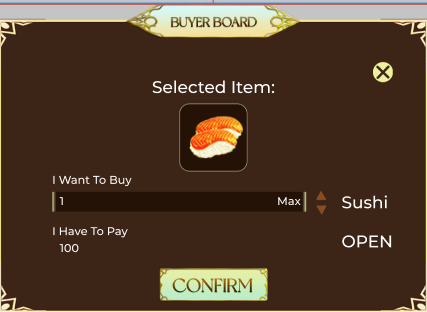 BUYER BOARD
Selected Item:
I Want To Buy
1 Max
Sushi
I Have To Pay
100
OPEN
CONFIRM